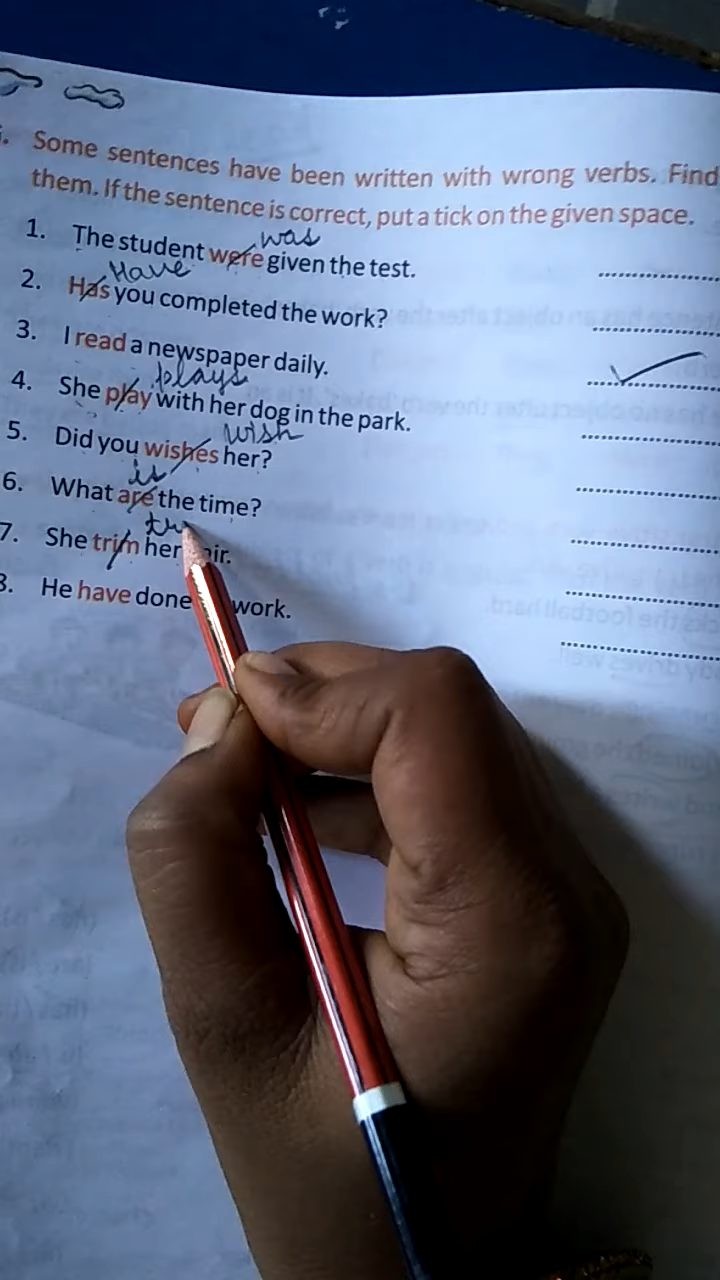 Some sentences have been written with wrong verbs. Find
them. If the sentence is correct, put a tick on the given space.
was
1. The student were given the test.
Have
2. Has you completed the work?
3. I read a newspaper daily.
plays
4. She play with her dog in the park.
wish
5. Did you wishes her?
is
6. What are the time?
7. She trim her
8. He have done work.